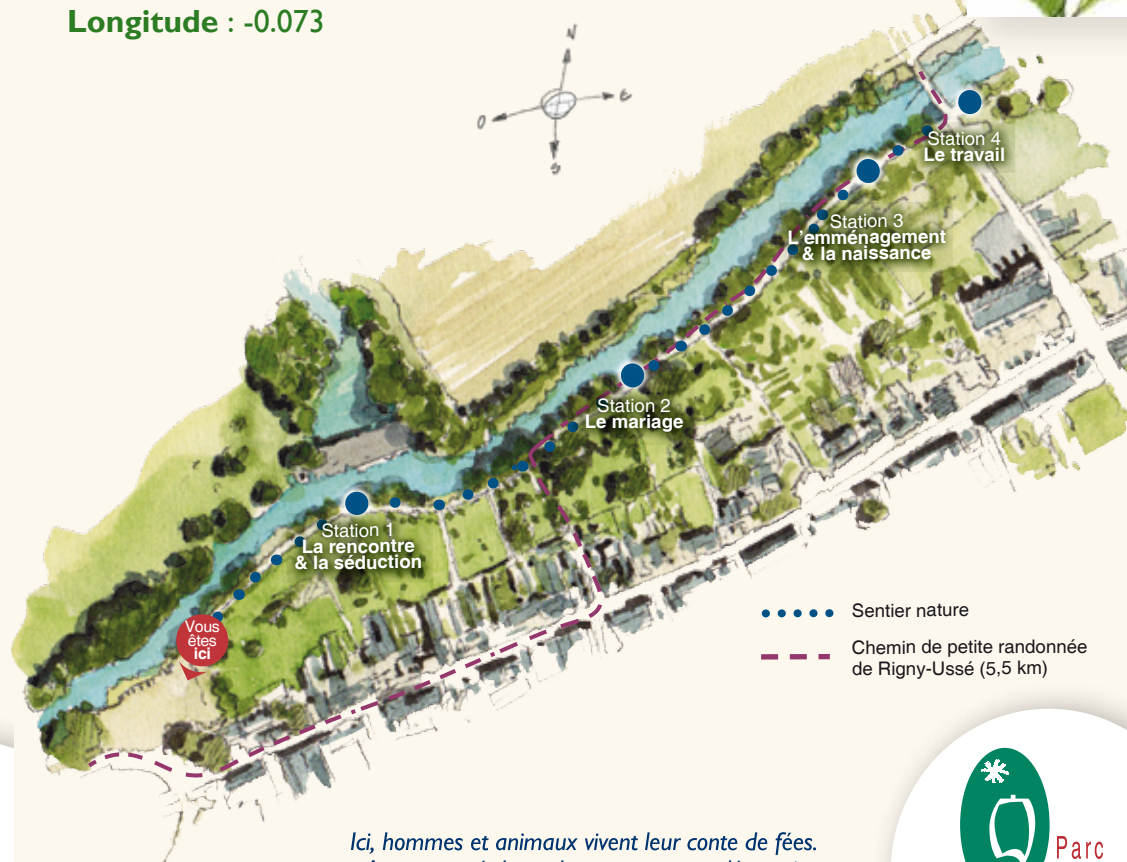 Longitude : -0.073
N
O
E
S
Station 4
Le travail
Station 3
L'emménagement
& la naissance
Station 2
Le mariage
Station 1
La rencontre
& la séduction
Vous
êtes
ici
Sentier nature
Chemin de petite randonnée
de Rigny-Ussé (5,5 km)
Ici, hommes et animaux vivent leur conte de fées.
Parc